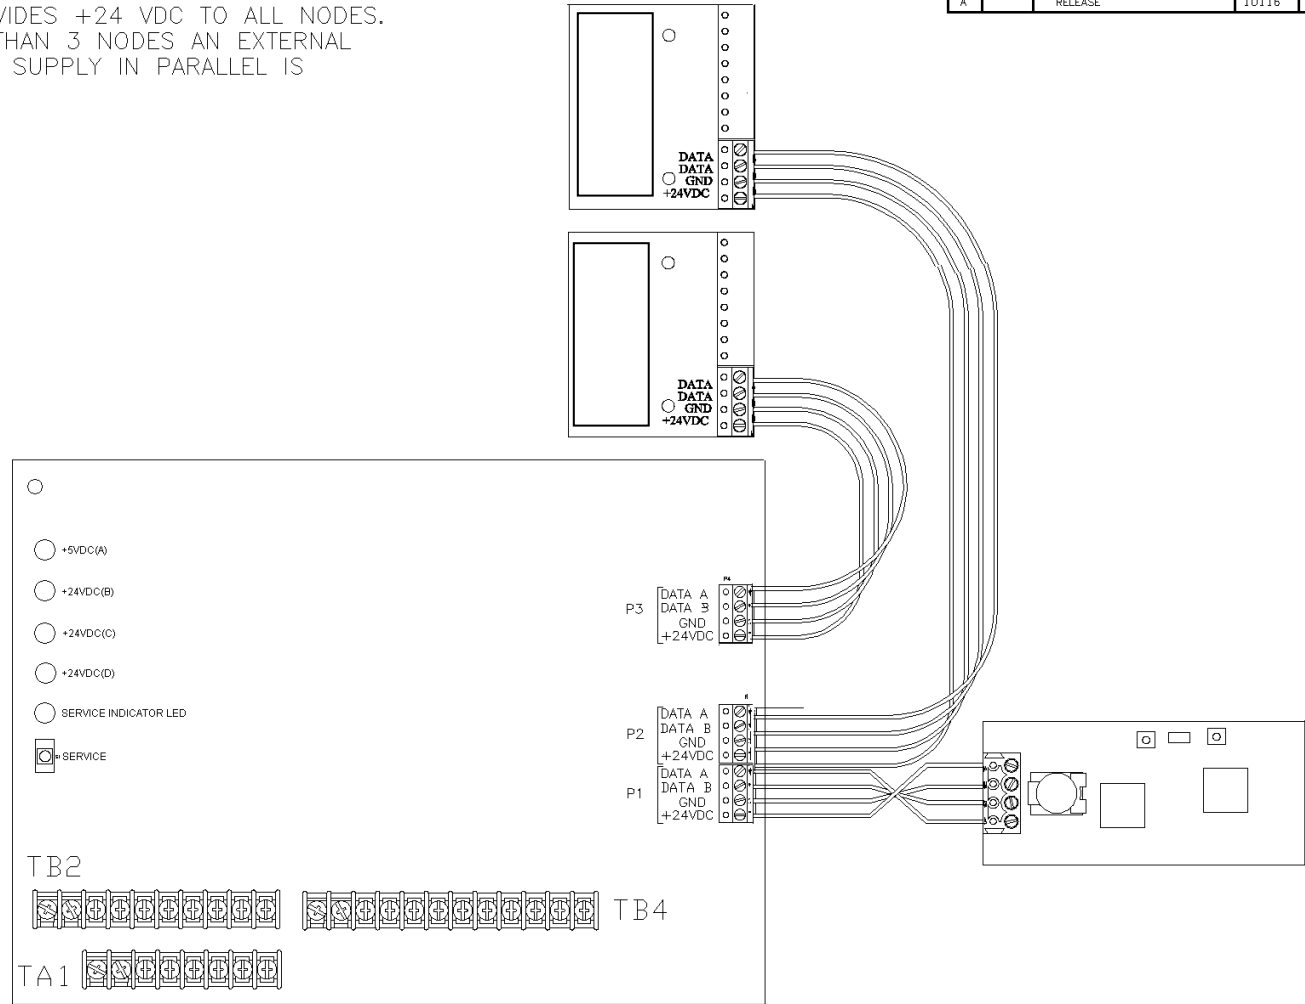 VIDES +24 VDC TO ALL NODES.
THAN 3 NODES AN EXTERNAL
SUPPLY IN PARALLEL IS
A RELEASE 10116
DATA
DATA
GND
+24VDC
DATA
DATA
GND
+24VDC
+5VDC(A)
+24VDC(B)
+24VDC(C)
+24VDC(D)
SERVICE INDICATOR LED
SERVICE
P4
P3
DATA A
DATA B
GND
+24VDC
P2
DATA A
DATA B
GND
+24VDC
P1
DATA A
DATA B
GND
+24VDC
TB2
TB4
TA1